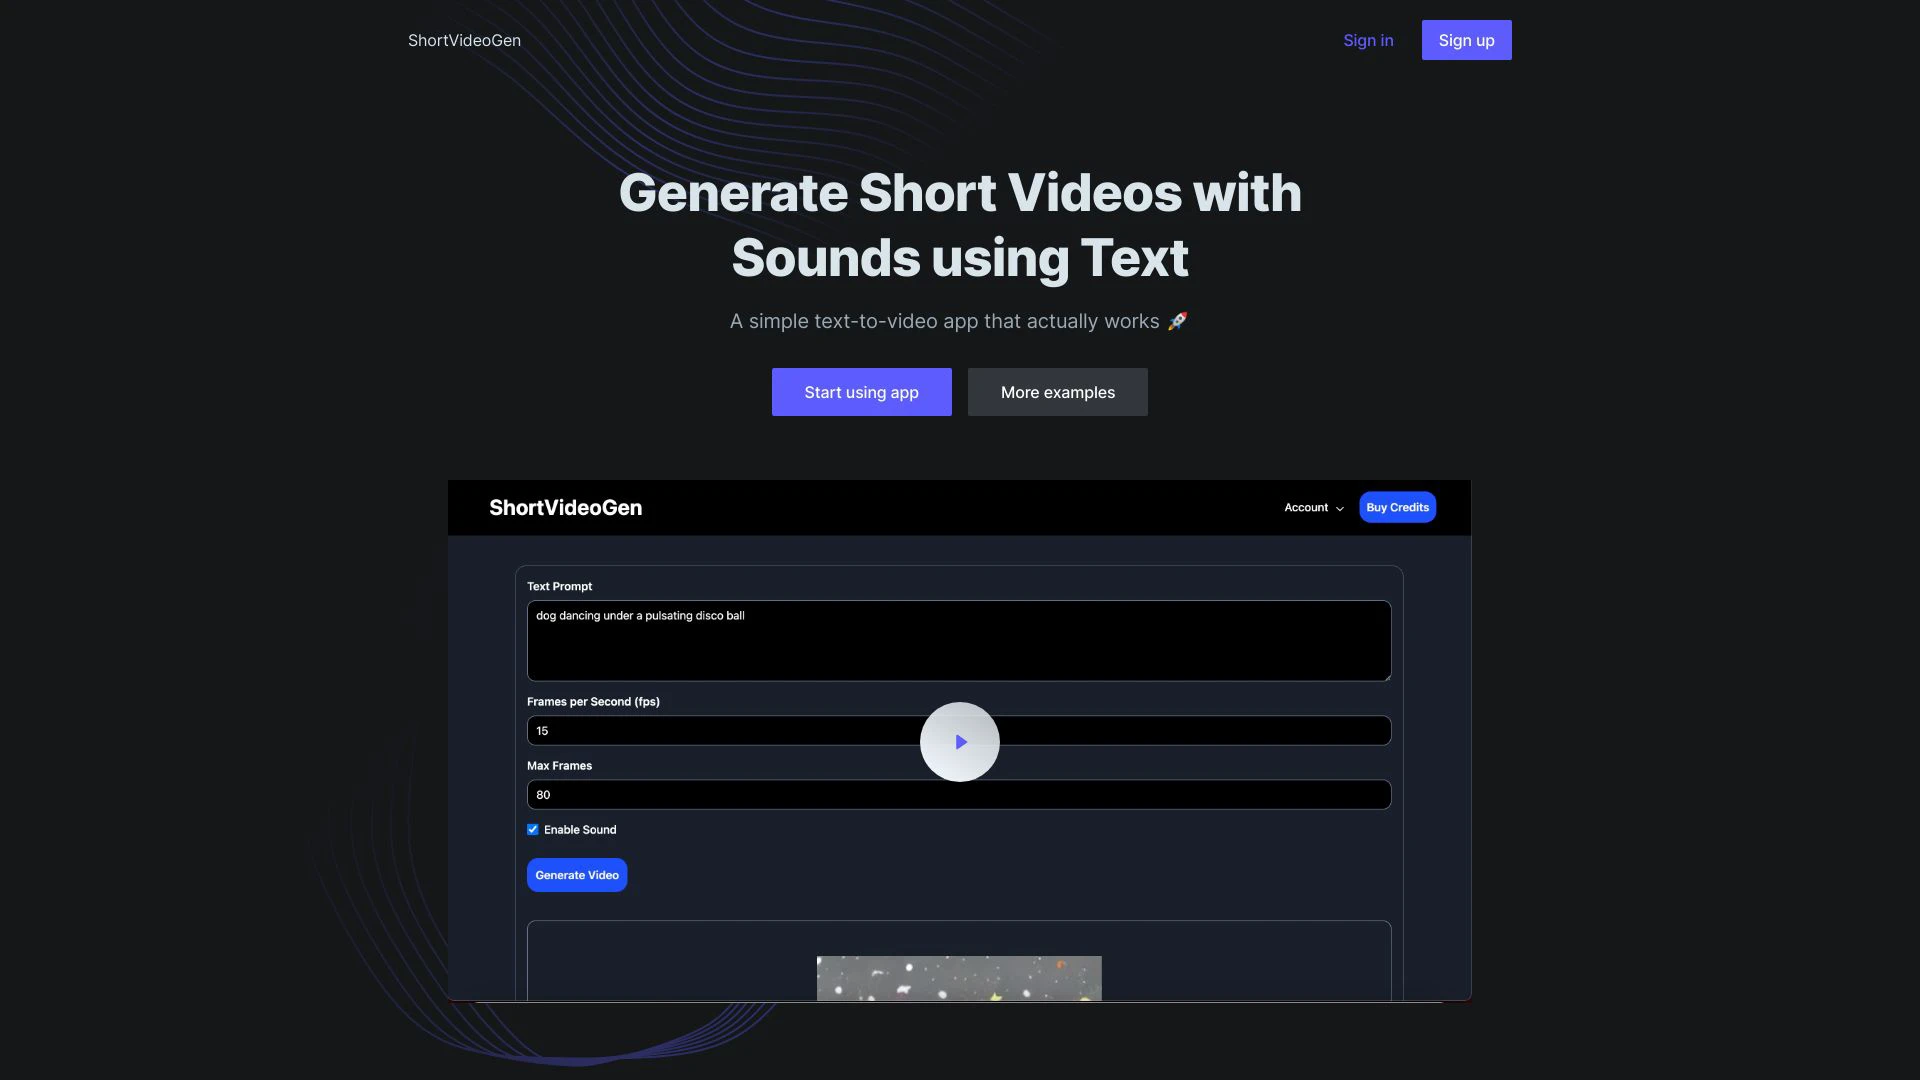 ShortVideoGen
Sign in
Sign up
Generate Short Videos with
Sounds using Text
A simple text-to-video app that actually works 🚀
Start using app
More examples
ShortVideoGen
Account
Buy Credits
Text Prompt
dog dancing under a pulsating disco ball
Frames per Second (fps)
15
Max Frames
80
Enable Sound
Generate Video